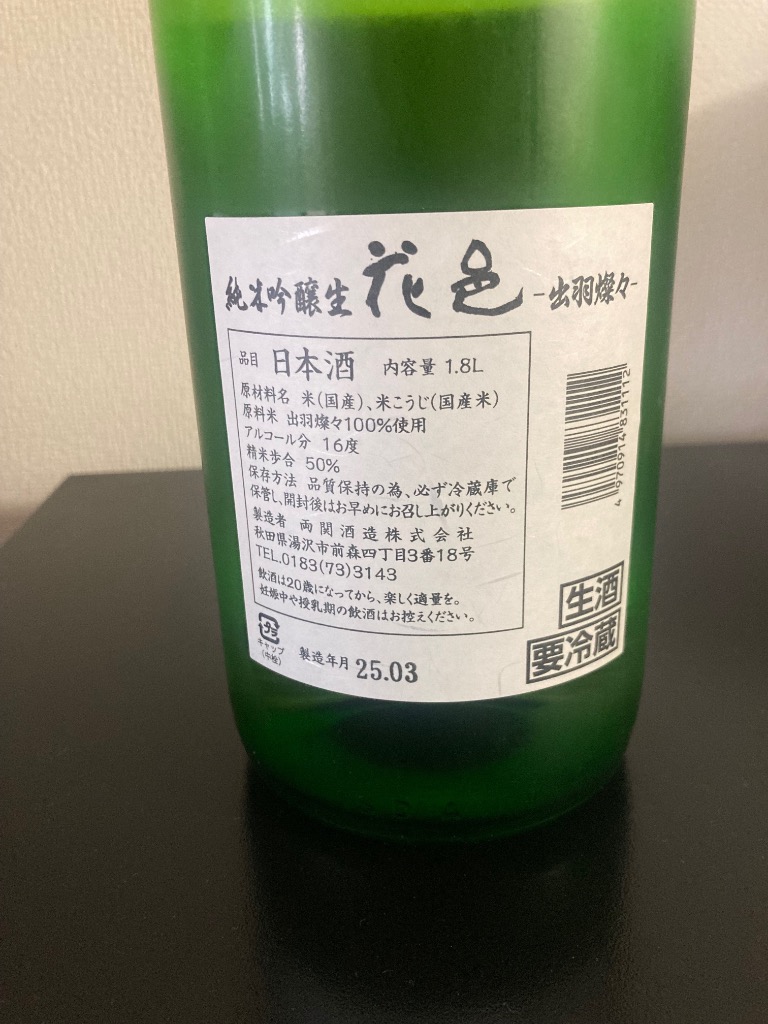 純米吟醸生 花邑 -出羽燦々-
品目 日本酒 内容量 1.8L
原材料名 米(国産)、米こうじ(国産米)
原料米 出羽燦々100%使用
アルコール分 16度
精米歩合 50%
保存方法 品質保持の為、必ず冷蔵庫で
保管し、開封後はお早めにお召し上がりください。
製造者 両関酒造株式会社
秋田県湯沢市前森四丁目3番18号
TEL.0183(73)3143
飲酒は20歳になってから、楽しく適量を。
妊娠中や授乳期の飲酒はお控えください。
4 970914 831112
生酒
要冷蔵
プラ
キャップ
(中栓)
製造年月 25.03